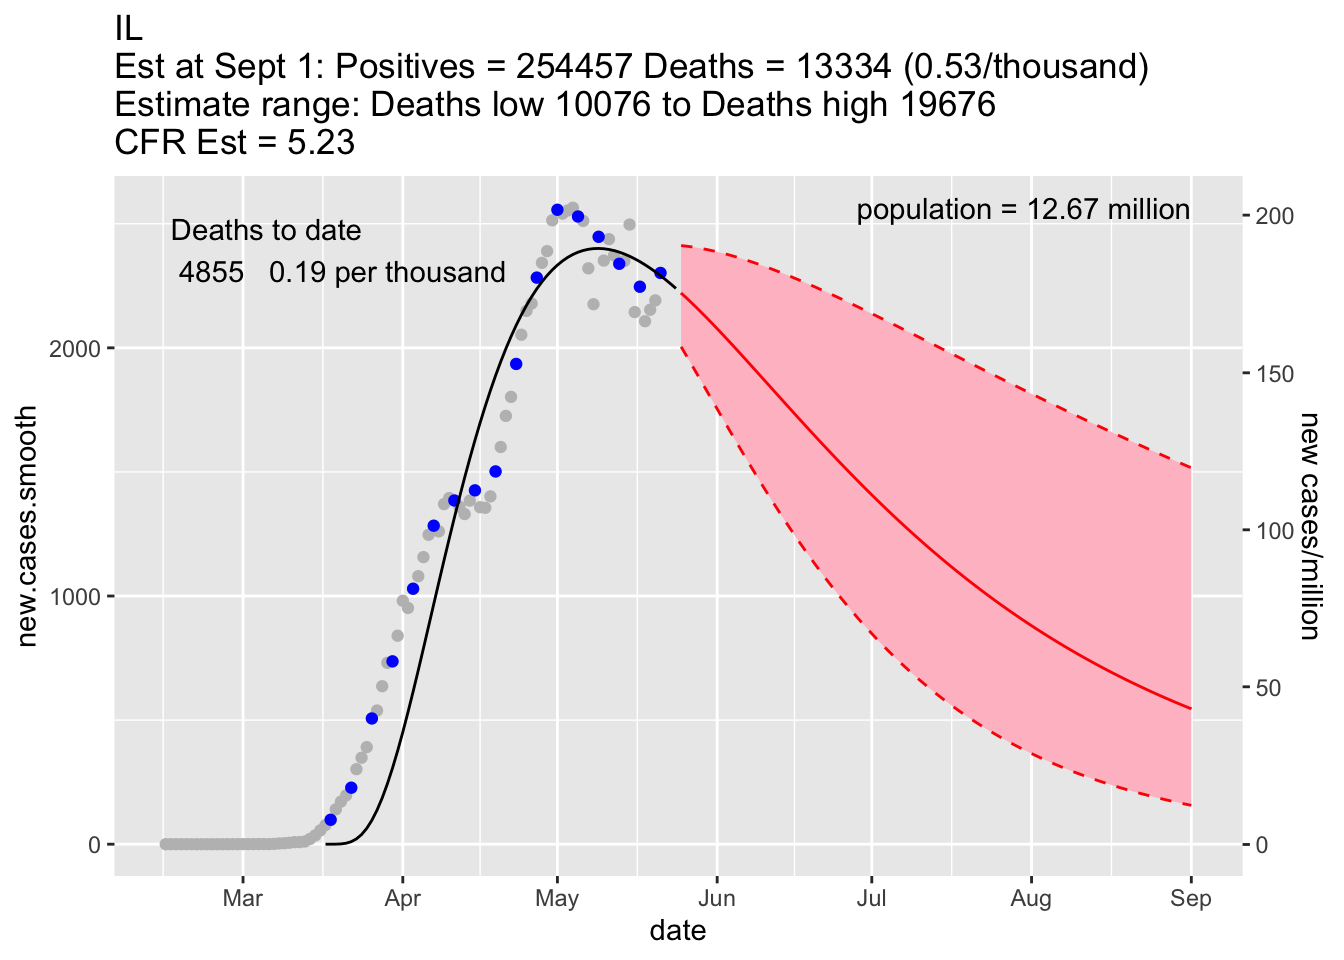 IL
Est at Sept 1: Positives = 254457 Deaths = 13334 (0.53/thousand)
Estimate range: Deaths low 10076 to Deaths high 19676
CFR Est = 5.23
Deaths to date
4855 0.19 per thousand
population = 12.67 million
2000
1000
0
new.cases.smooth
200
150
100
50
0
new cases/million
Mar Apr May Jun Jul Aug Sep
date